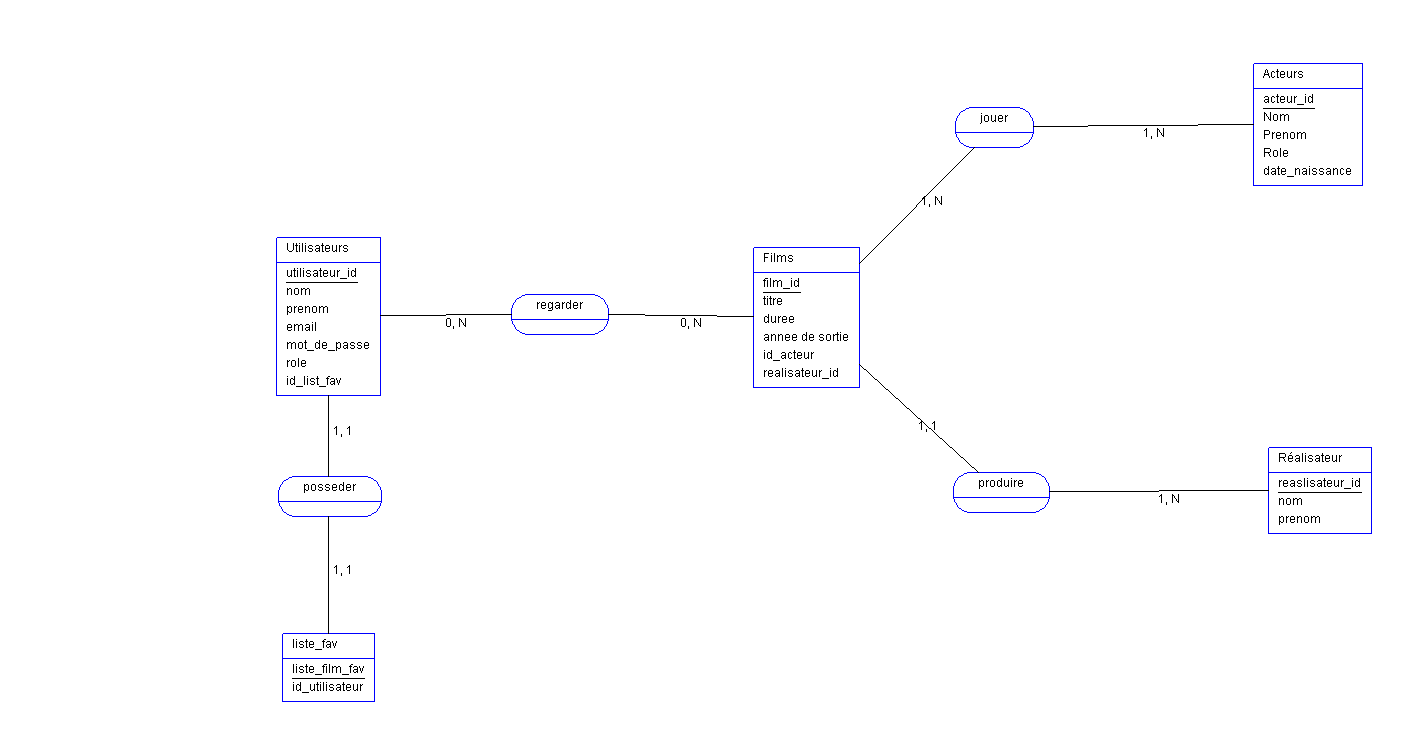 Acteurs
acteur_id
Nom
Prenom
Role
date_naissance
jouer
1, N
1, N
Utilisateurs
utilisateur_id
nom
prenom
email
mot_de_passe
role
id_list_fav
0, N
regarder
0, N
Films
film_id
titre
duree
annee de sortie
id_acteur
realisateur_id
1, 1
posseder
1, 1
1, 1
produire
1, N
Réalisateur
reaslisateur_id
nom
prenom
liste_fav
liste_film_fav
id_utilisateur